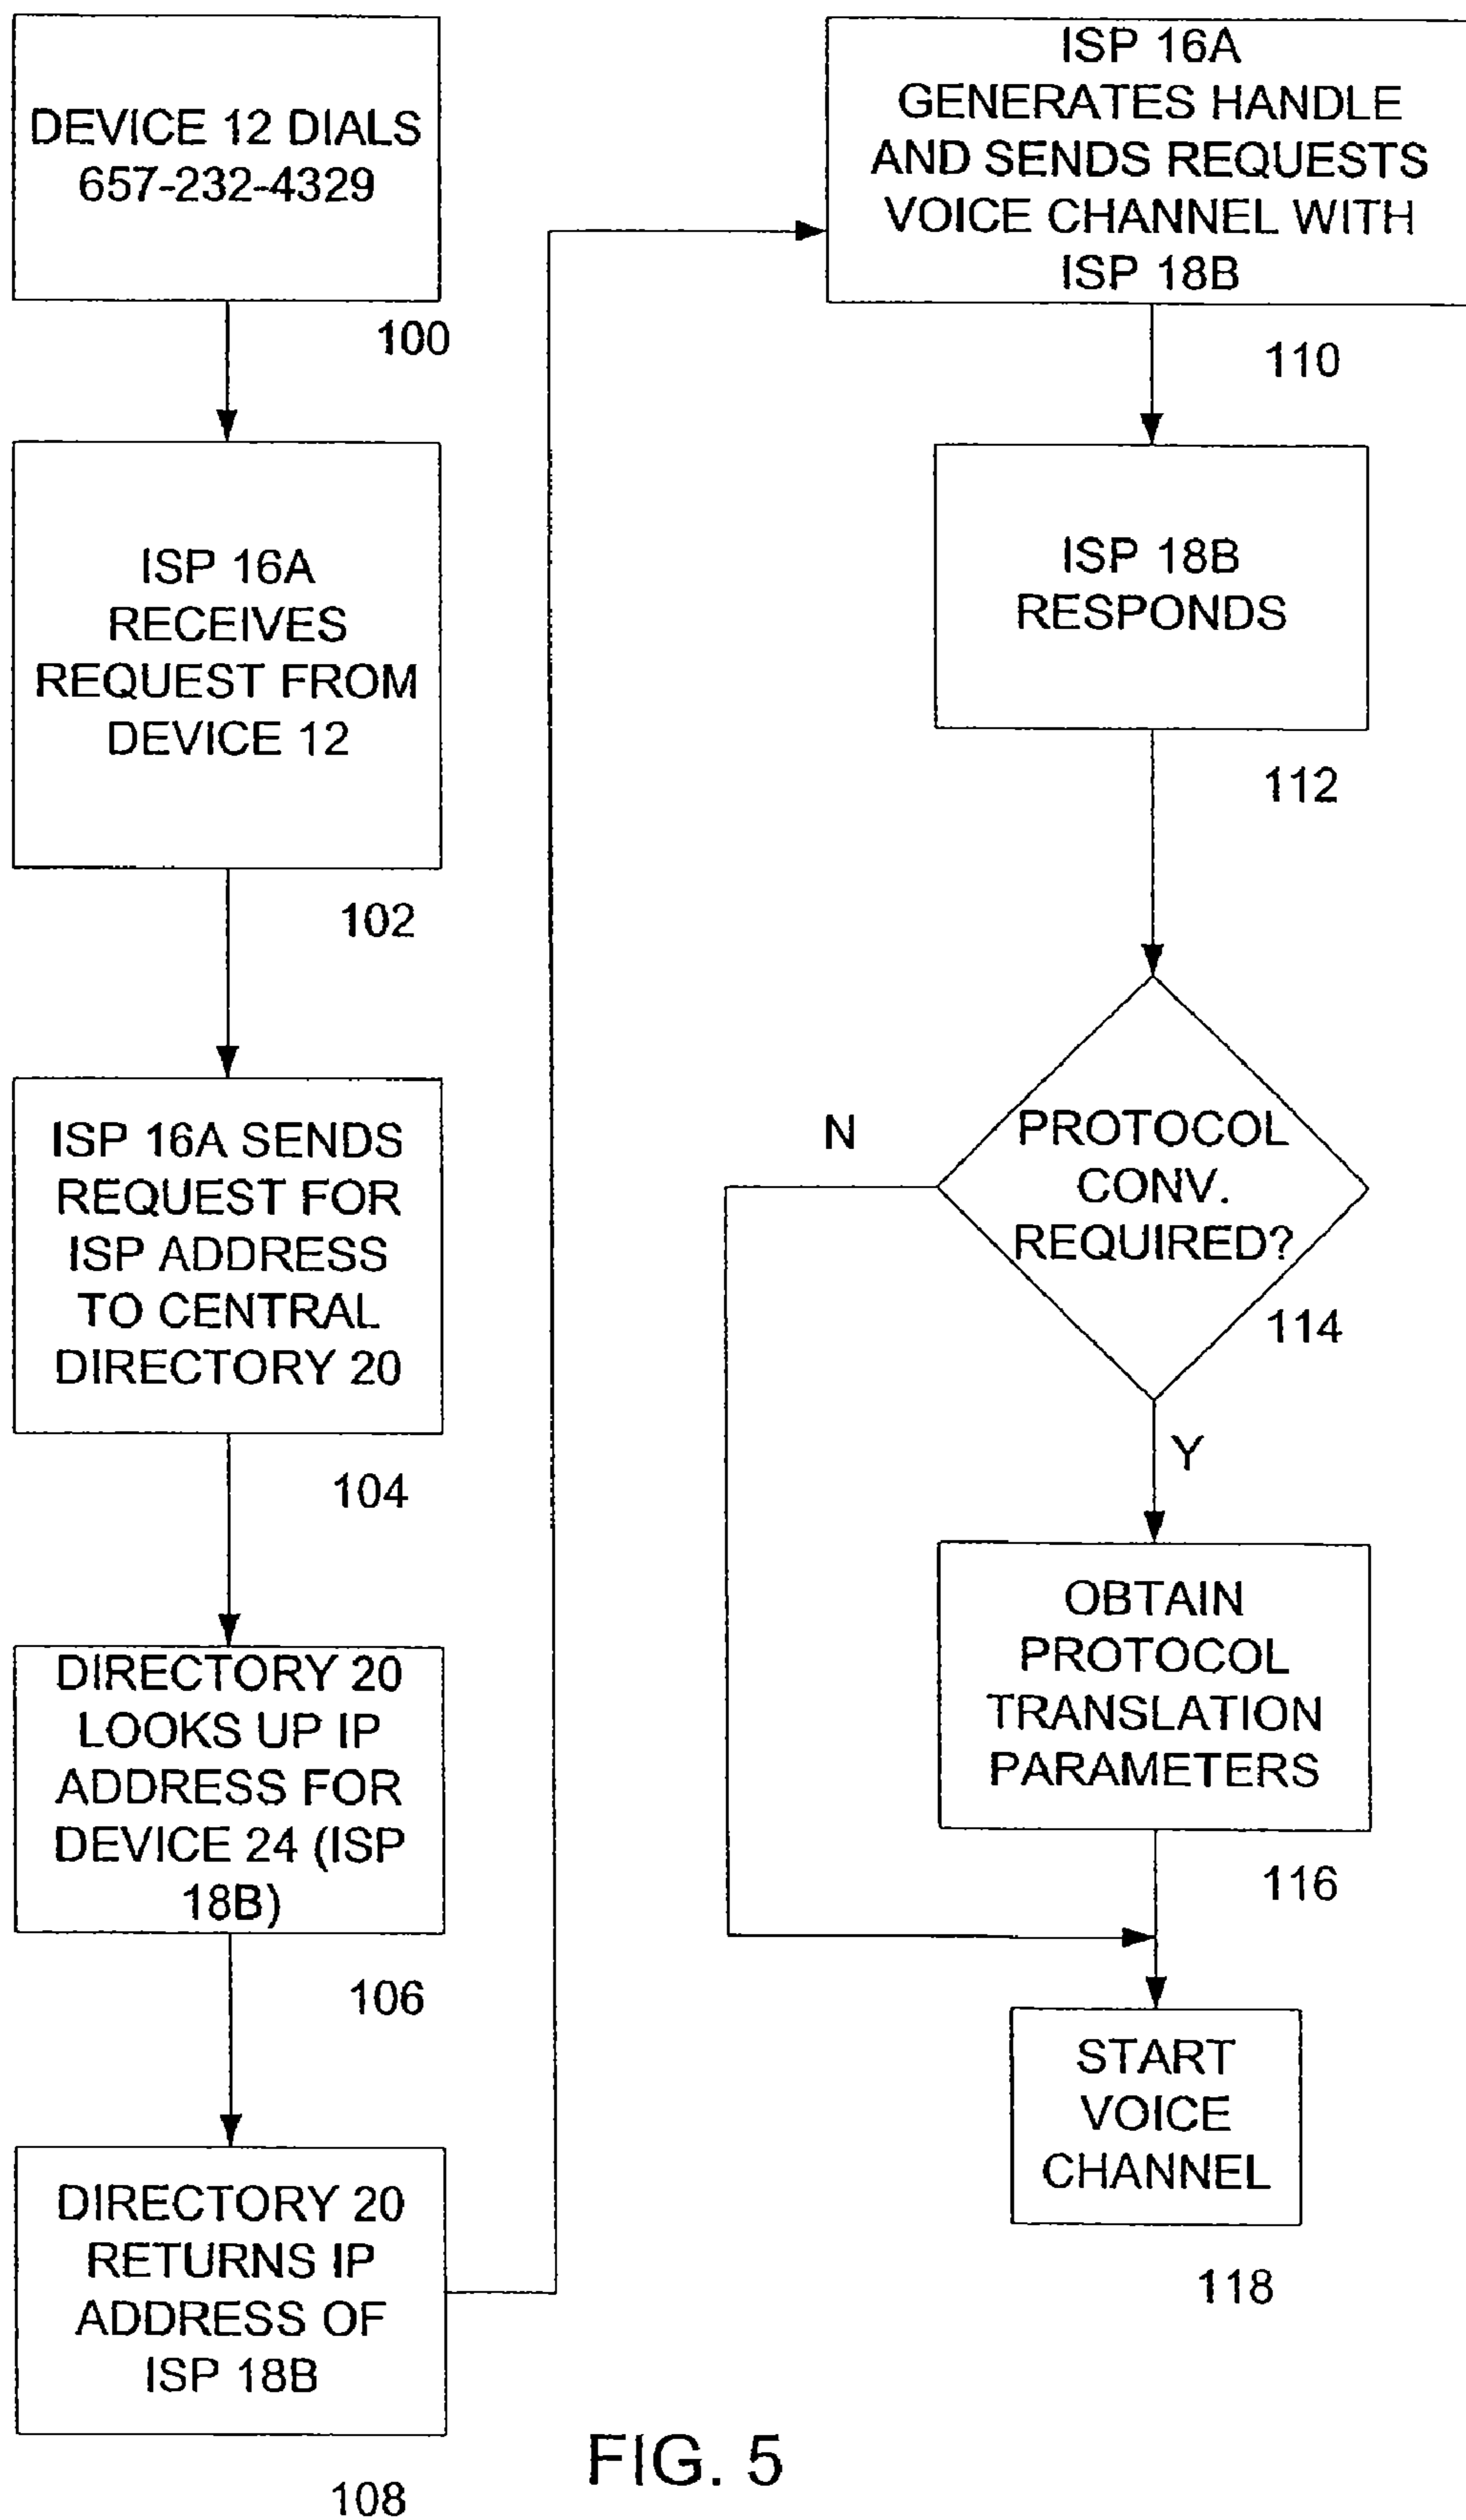 DEVICE 12 DIALS
657-232-4329
100
ISP 16A
RECEIVES
REQUEST FROM
DEVICE 12
102
ISP 16A SENDS
REQUEST FOR
ISP ADDRESS
TO CENTRAL
DIRECTORY 20
104
DIRECTORY 20
LOOKS UP IP
ADDRESS FOR
DEVICE 24 (ISP
18B)
106
DIRECTORY 20
RETURNS IP
ADDRESS OF
ISP 18B
108
ISP 16A
GENERATES HANDLE
AND SENDS REQUESTS
VOICE CHANNEL WITH
ISP 18B
110
ISP 18B
RESPONDS
112
PROTOCOL
CONV.
REQUIRED?
114
N
Y
OBTAIN
PROTOCOL
TRANSLATION
PARAMETERS
116
START
VOICE
CHANNEL
118
FIG. 5